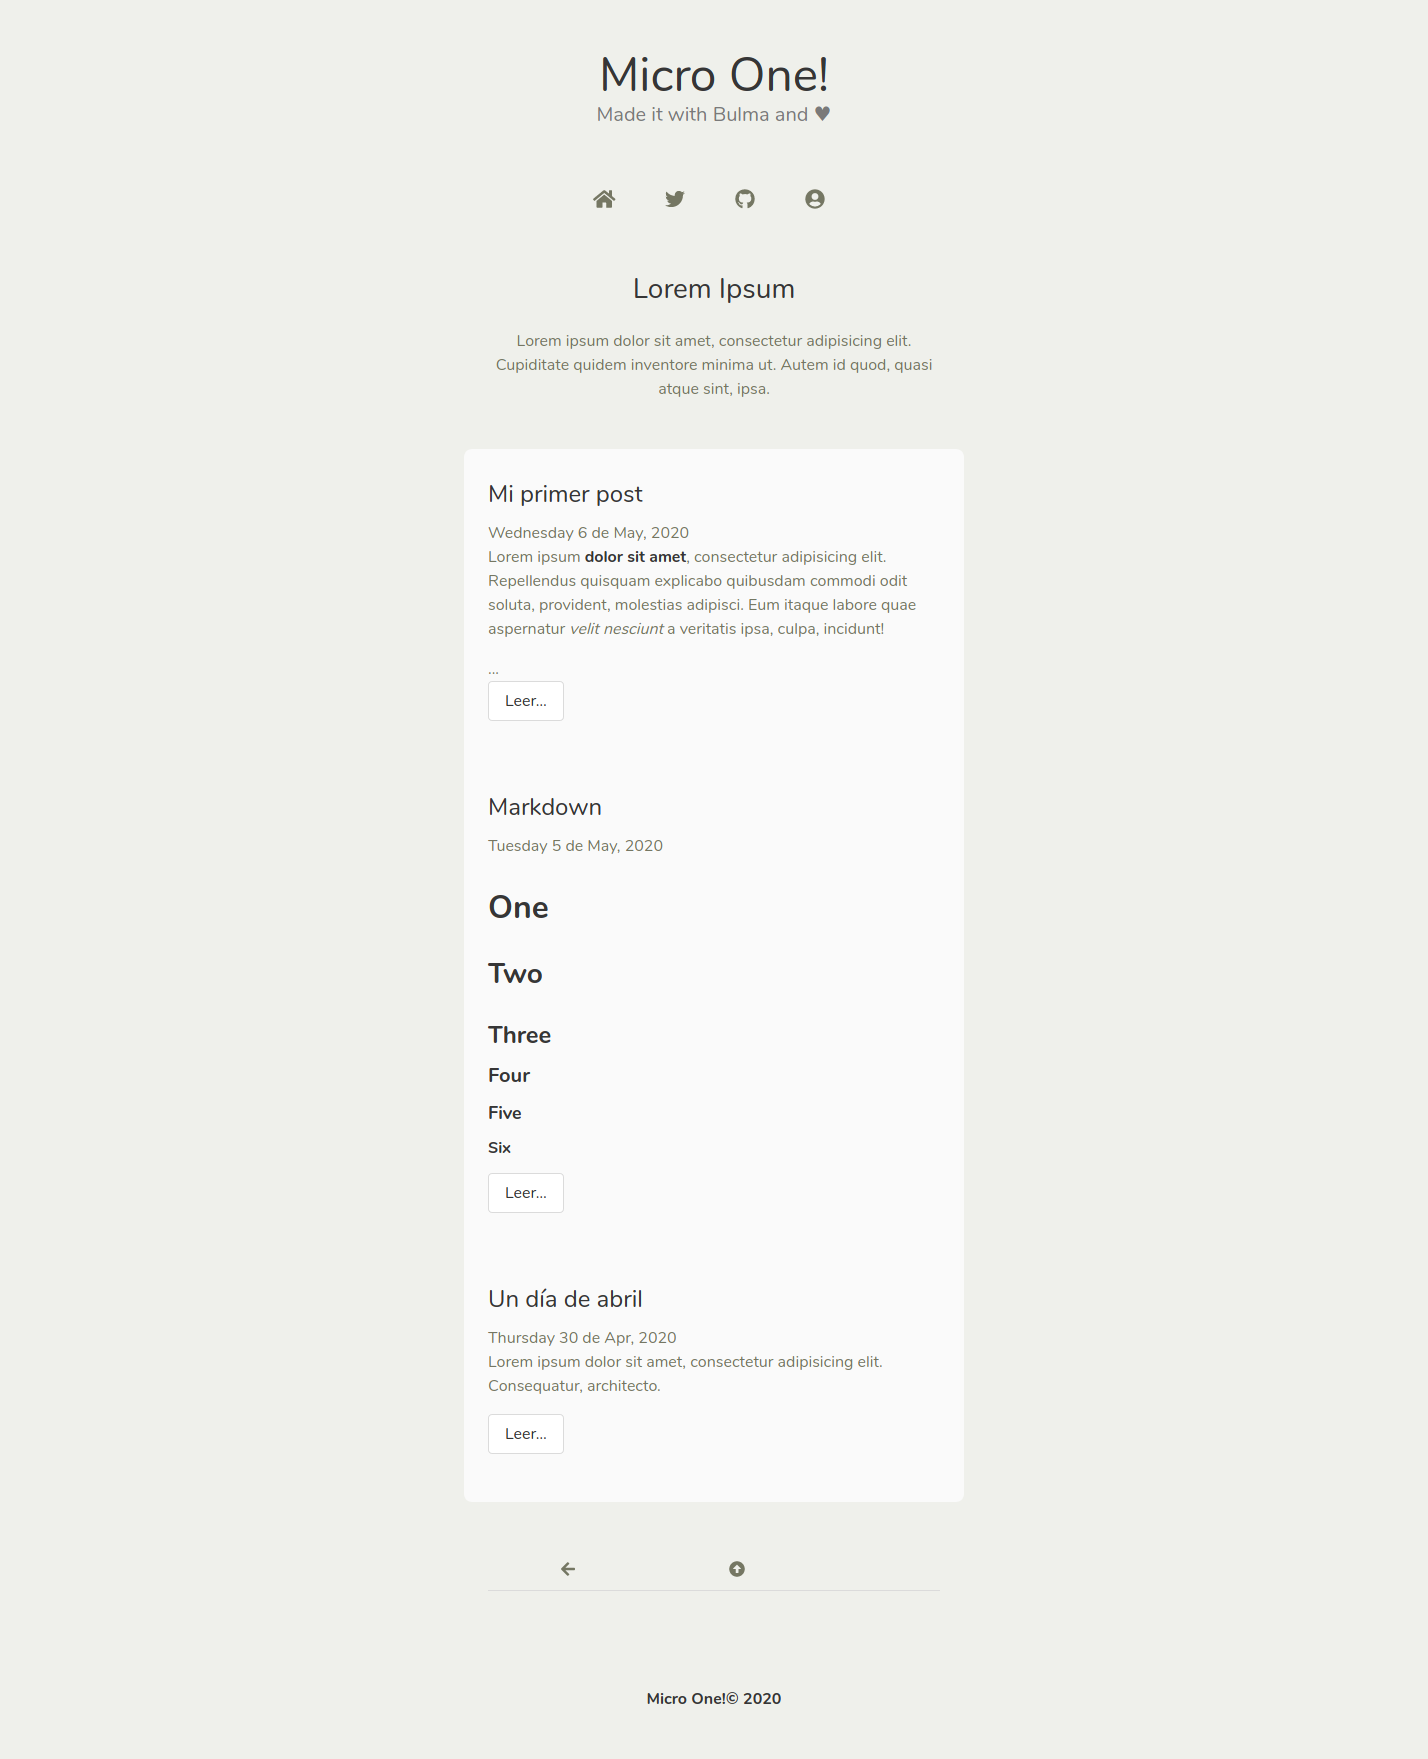 Micro One!
Made it with Bulma and ♥
Lorem Ipsum
Lorem ipsum dolor sit amet, consectetur adipisicing elit.
Cupiditate quidem inventore minima ut. Autem id quod, quasi
atque sint, ipsa.
Mi primer post
Wednesday 6 de May, 2020
Lorem ipsum dolor sit amet, consectetur adipisicing elit.
Repellendus quisquam explicabo quibusdam commodi odit
soluta, provident, molestias adipisci. Eum itaque labore quae
aspernatur velit nesciunt a veritatis ipsa, culpa, incidunt!
...
Leer...
Markdown
Tuesday 5 de May, 2020
One
Two
Three
Four
Five
Six
Leer...
Un día de abril
Thursday 30 de Apr, 2020
Lorem ipsum dolor sit amet, consectetur adipisicing elit.
Consequatur, architecto.
Leer...
Micro One!© 2020